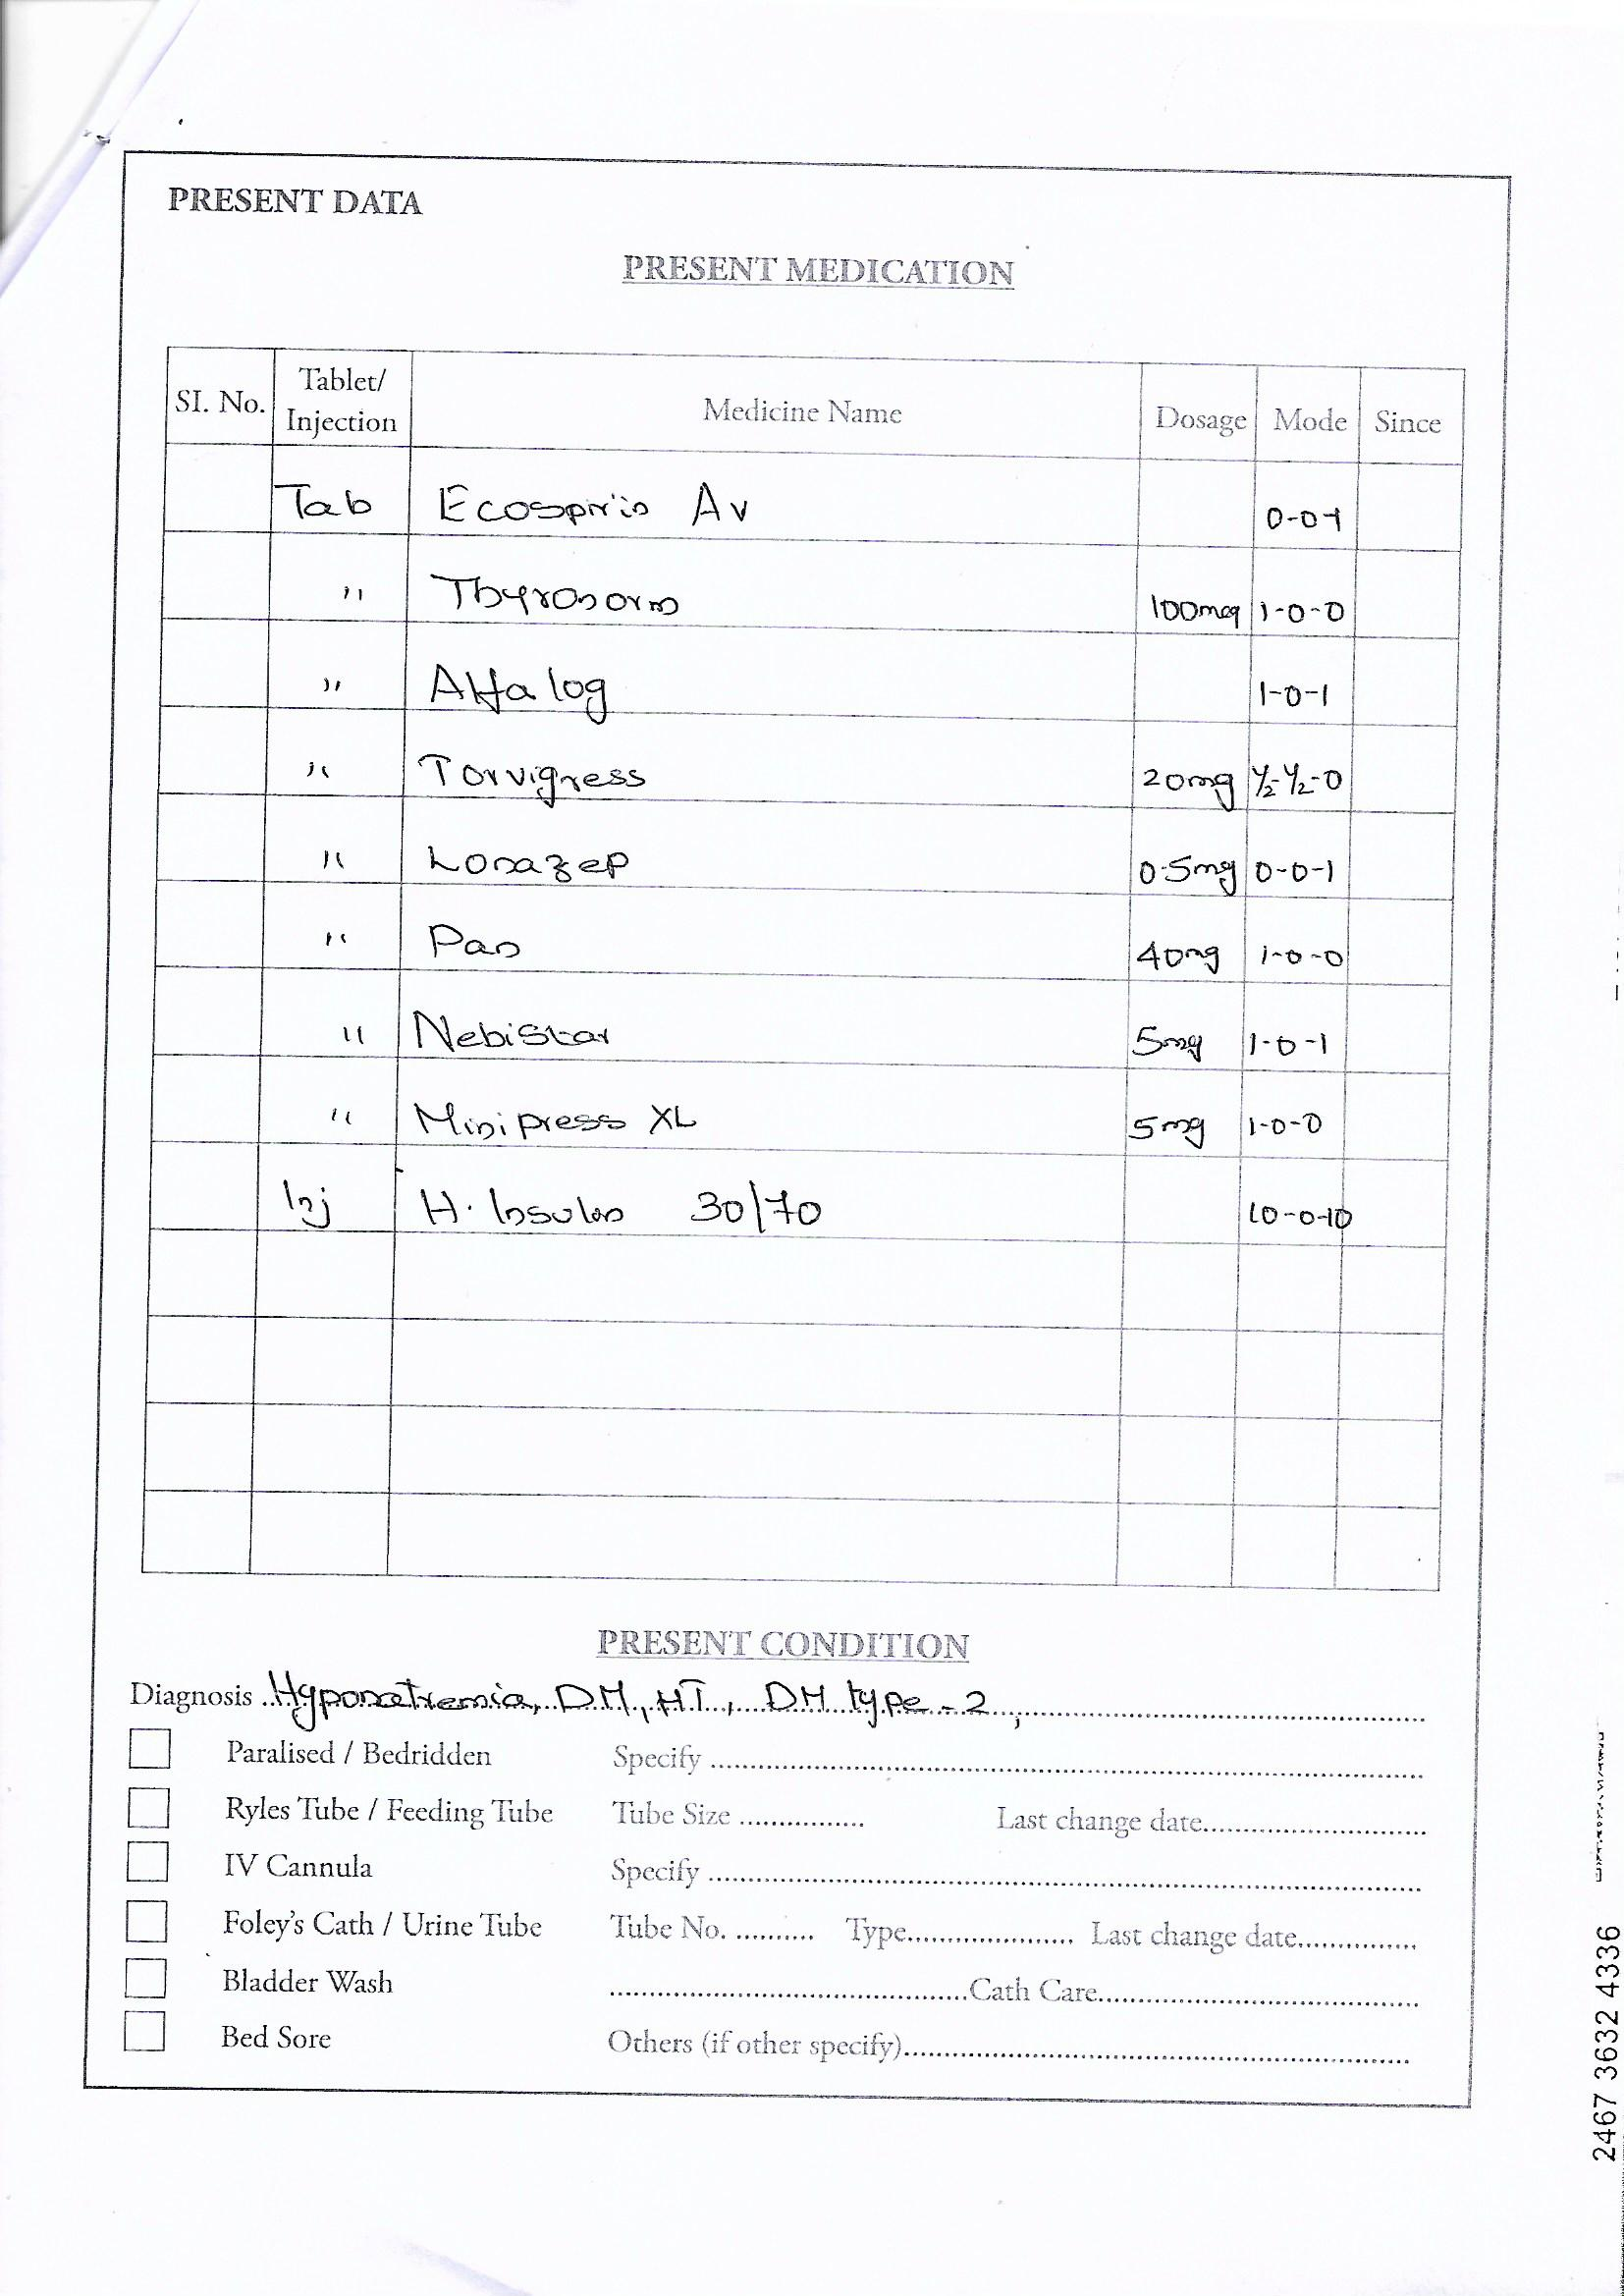 PRESENT DATA
PRESENT MEDICATION
SI. No. Tablet/ Injection Medicine Name Dosage Mode Since
Tab Ecosprin AV 0-0-1
" Thyronorm 100mcg 1-0-0
" Alfalog 1-0-1
" Torvigress 20mg ½-½-0
" Lonazep 0.5mg 0-0-1
" Pan 40mg 1-0-0
" Nebistar 5mg 1-0-1
" Minipress XL 5mg 1-0-0
Inj H. Insulin 30/70 10-0-10
PRESENT CONDITION
Diagnosis Hyponatremia, DM, HT, DM type-2,
Paralised / Bedridden Specify
Ryles Tube / Feeding Tube Tube Size Last change date
IV Cannula Specify
Foley's Cath / Urine Tube Tube No. Type Last change date
Bladder Wash Cath Care
Bed Sore Others (if other specify)
2467 3632 4336